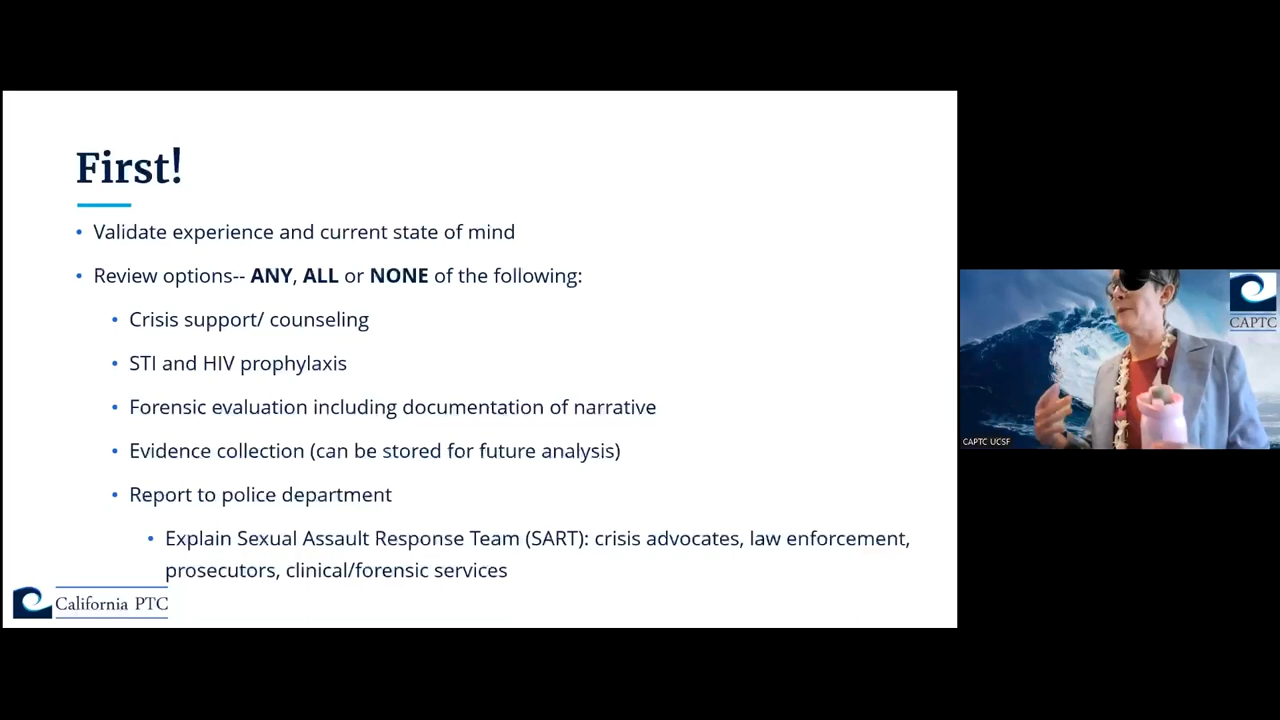 First!
• Validate experience and current state of mind
• Review options-- ANY, ALL or NONE of the following:
• Crisis support/ counseling
• STI and HIV prophylaxis
• Forensic evaluation including documentation of narrative
• Evidence collection (can be stored for future analysis)
• Report to police department
• Explain Sexual Assault Response Team (SART): crisis advocates, law enforcement,
prosecutors, clinical/forensic services
California PTC
CAPTC
CAPTC UCSF